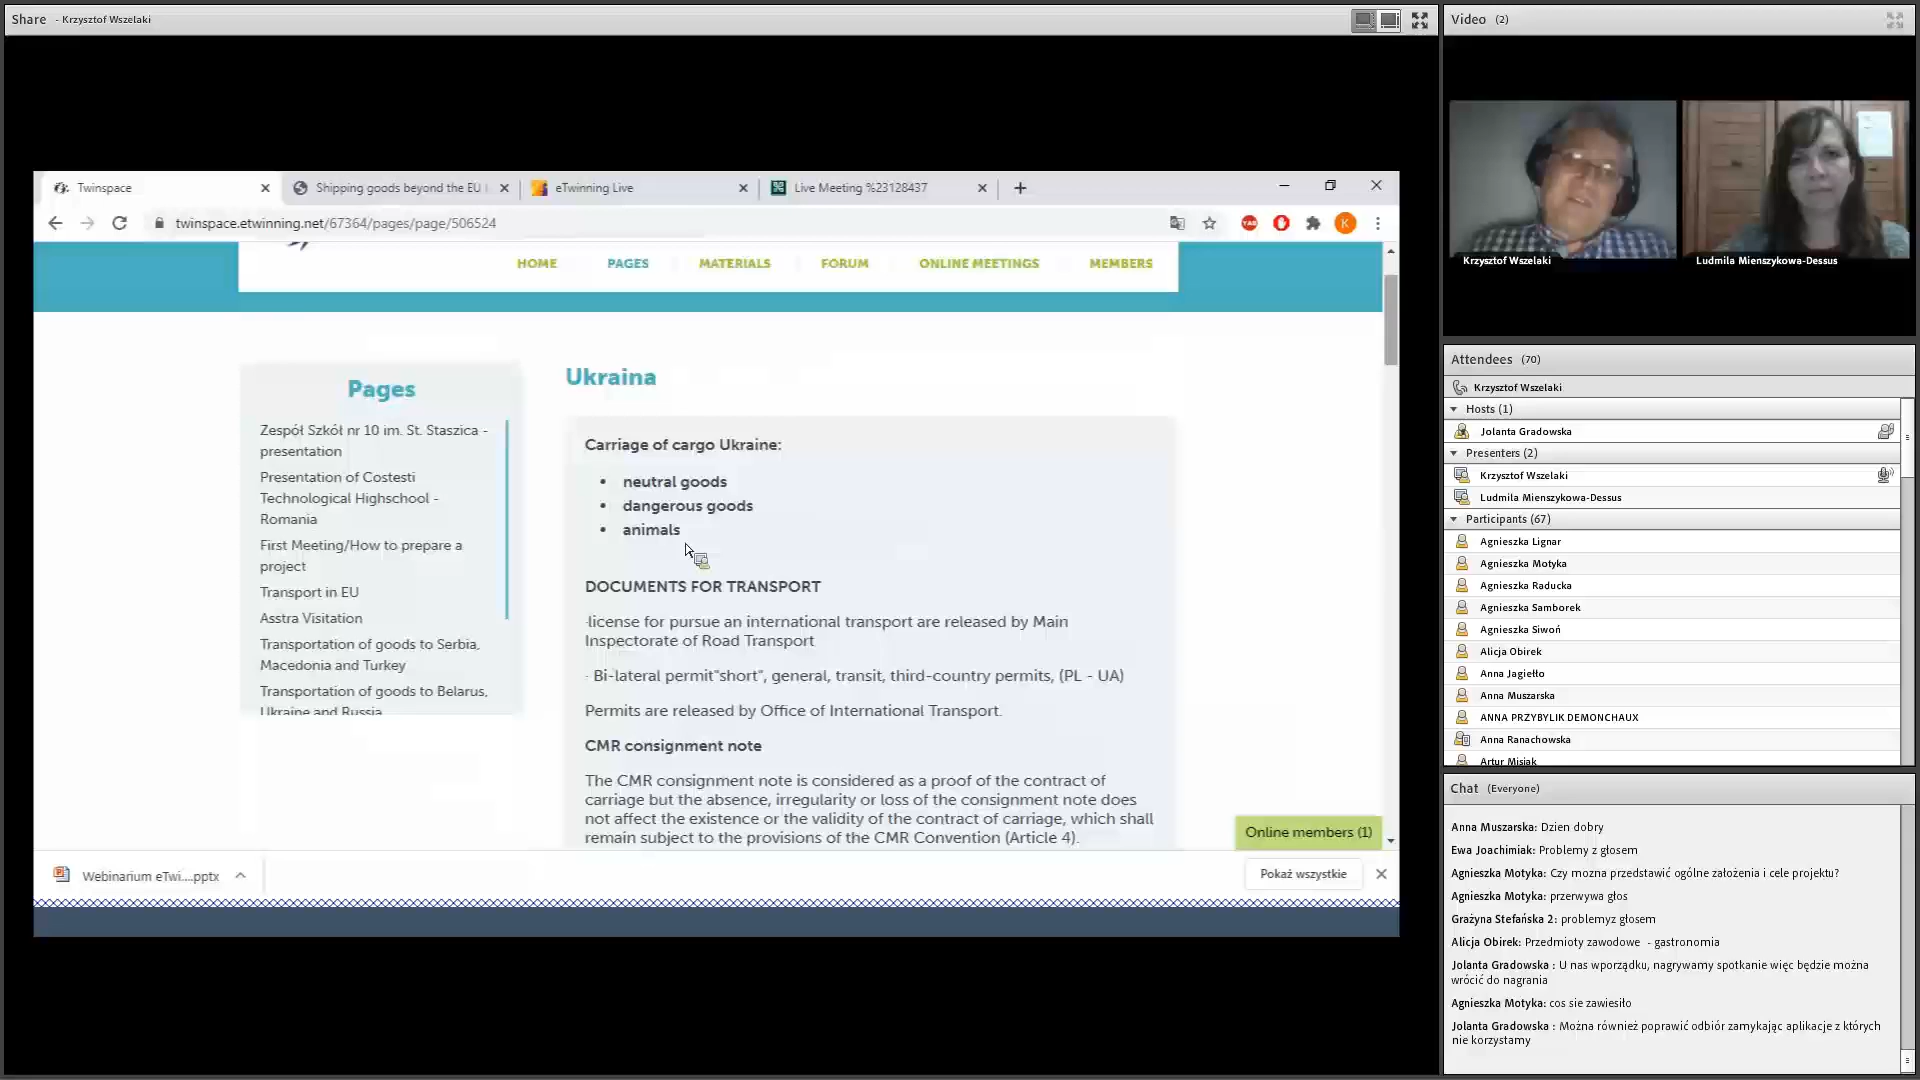 Share - Krzysztof Wszelaki
Twinspace
Shipping goods beyond the EU
eTwinning Live
Live Meeting %23128437
twinspace.etwinning.net/67364/pages/page/506524
K
HOME PAGES MATERIALS FORUM ONLINE MEETINGS MEMBERS
Pages
Zespół Szkół nr 10 im. St. Staszica -
presentation
Presentation of Costesti
Technological Highschool -
Romania
First Meeting/How to prepare a
project
Transport in EU
Asstra Visitation
Transportation of goods to Serbia,
Macedonia and Turkey
Transportation of goods to Belarus,
Ukraine and Russia
Ukraina
Carriage of cargo Ukraine:
• neutral goods
• dangerous goods
• animals
DOCUMENTS FOR TRANSPORT
·license for pursue an international transport are released by Main
Inspectorate of Road Transport
· Bi-lateral permit"short", general, transit, third-country permits, (PL - UA)
Permits are released by Office of International Transport.
CMR consignment note
The CMR consignment note is considered as a proof of the contract of
carriage but the absence, irregularity or loss of the consignment note does
not affect the existence or the validity of the contract of carriage, which shall
remain subject to the provisions of the CMR Convention (Article 4).
Online members (1)
Webinarium eTwi....pptx
Pokaż wszystkie
Video (2)
Krzysztof Wszelaki
Ludmila Mienszykowa-Dessus
Attendees (70)
Krzysztof Wszelaki
Hosts (1)
Jolanta Gradowska
Presenters (2)
Krzysztof Wszelaki
Ludmila Mienszykowa-Dessus
Participants (67)
Agnieszka Lignar
Agnieszka Motyka
Agnieszka Raducka
Agnieszka Samborek
Agnieszka Siwoń
Alicja Obirek
Anna Jagiełło
Anna Muszarska
ANNA PRZYBYLIK DEMONCHAUX
Anna Ranachowska
Artur Misiak
Chat (Everyone)
Anna Muszarska: Dzien dobry
Ewa Joachimiak: Problemy z głosem
Agnieszka Motyka: Czy mozna przedstawić ogólne założenia i cele projektu?
Agnieszka Motyka: przerywa głos
Grażyna Stefańska 2: problemyz głosem
Alicja Obirek: Przedmioty zawodowe - gastronomia
Jolanta Gradowska : U nas wporządku, nagrywamy spotkanie więc będzie można
wrócić do nagrania
Agnieszka Motyka: cos sie zawiesiło
Jolanta Gradowska : Można również poprawić odbiór zamykając aplikacje z których
nie korzystamy